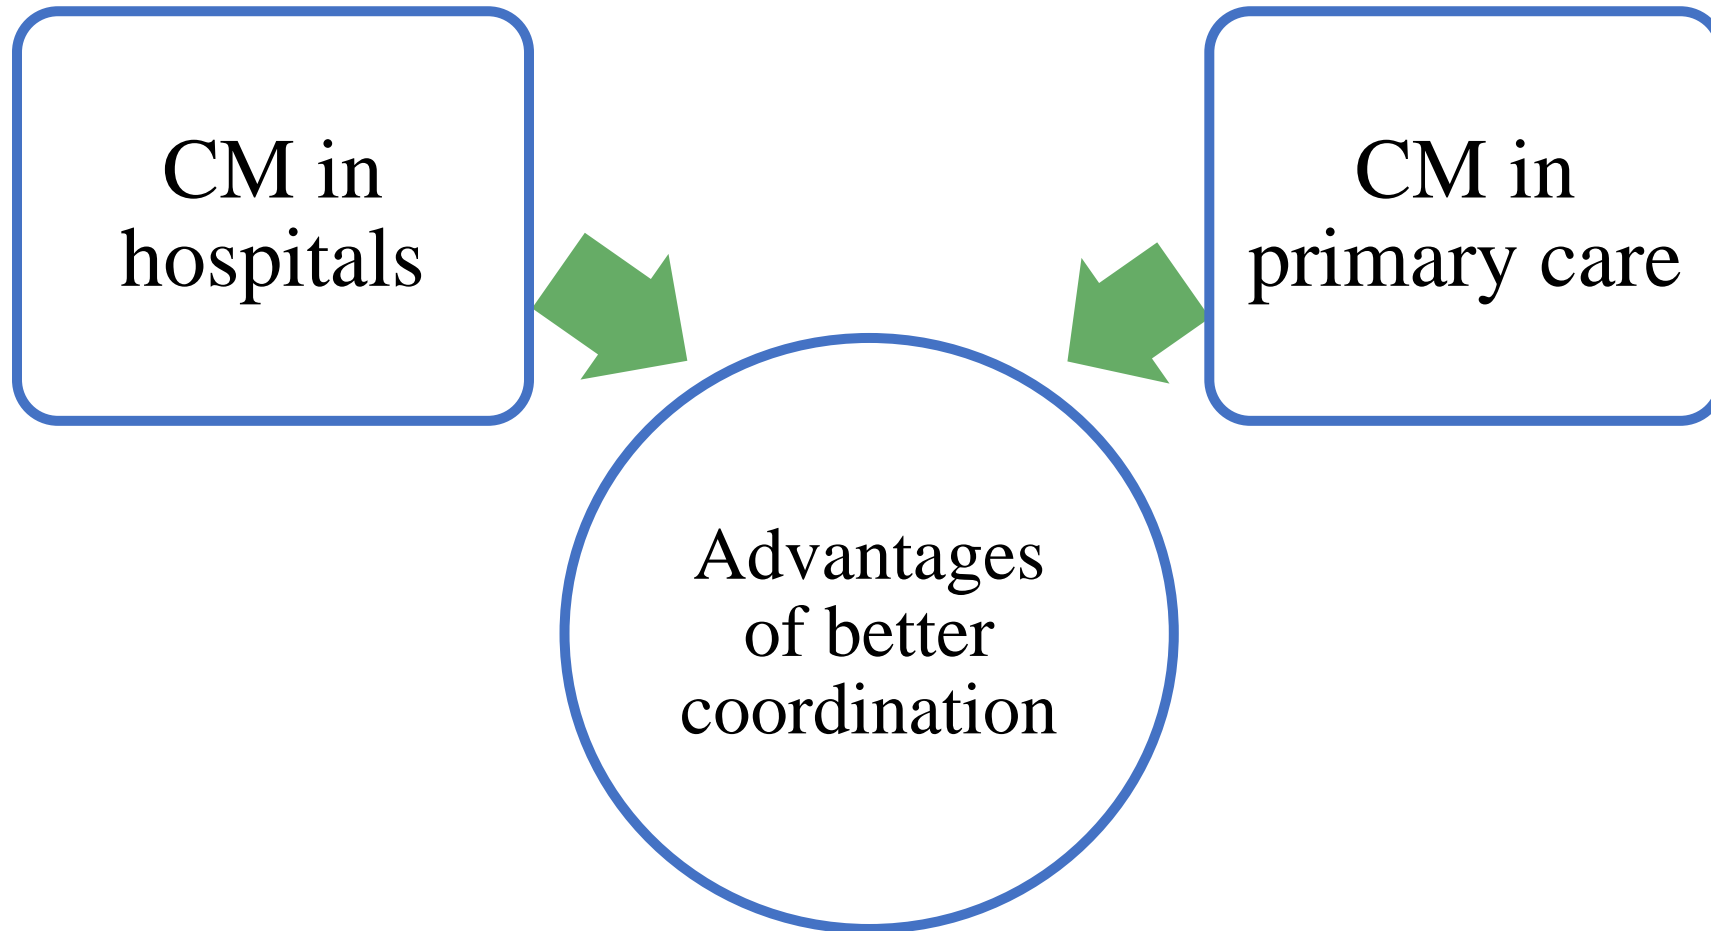 CM in
hospitals
CM in
primary care
Advantages
of better
coordination